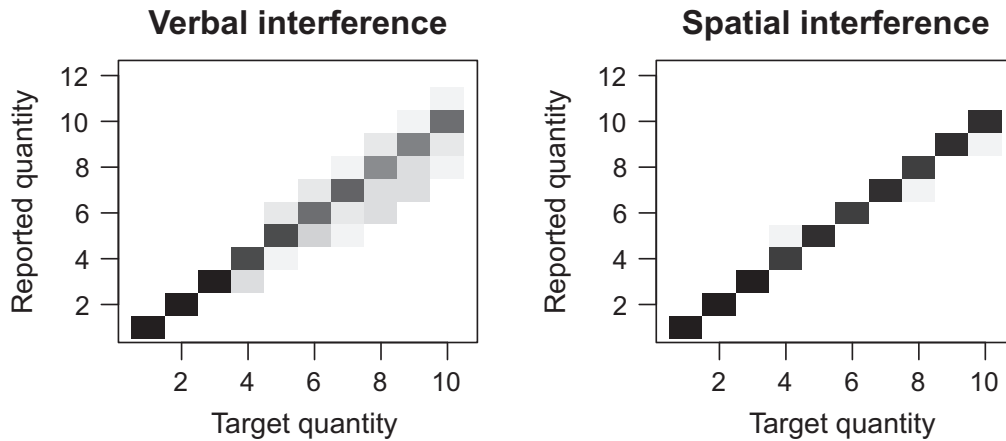 Verbal interference
Reported quantity
12
10
8
6
4
2
2 4 6 8 10
Target quantity
Spatial interference
Reported quantity
12
10
8
6
4
2
2 4 6 8 10
Target quantity